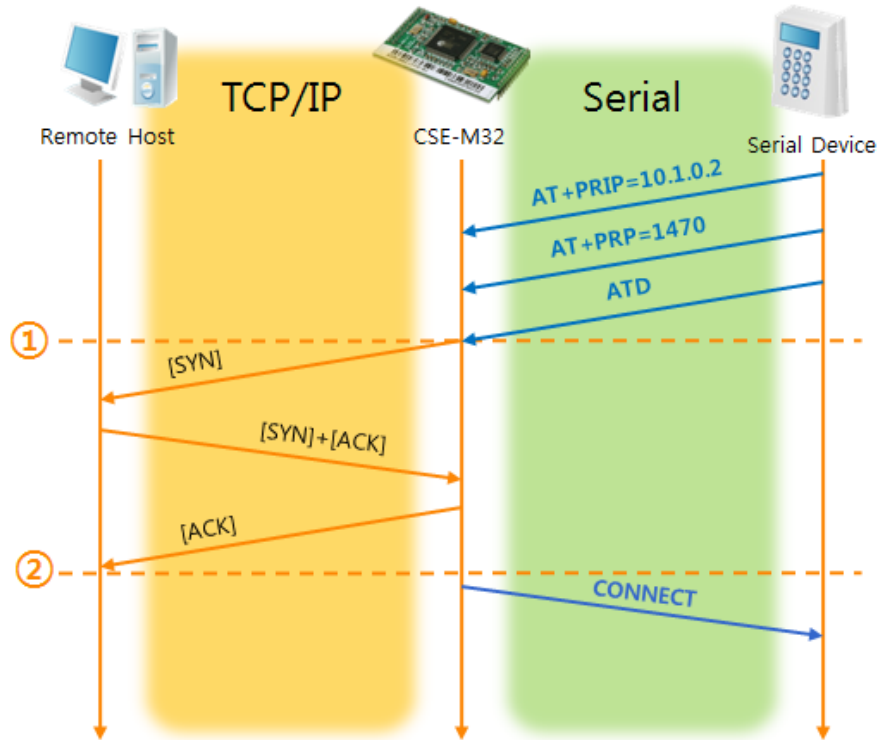 TCP/IP
Serial
Remote Host
CSE-M32
Serial Device
AT+PRIP=10.1.0.2
AT+PRP=1470
ATD
①
[SYN]
[SYN]+[ACK]
[ACK]
②
CONNECT